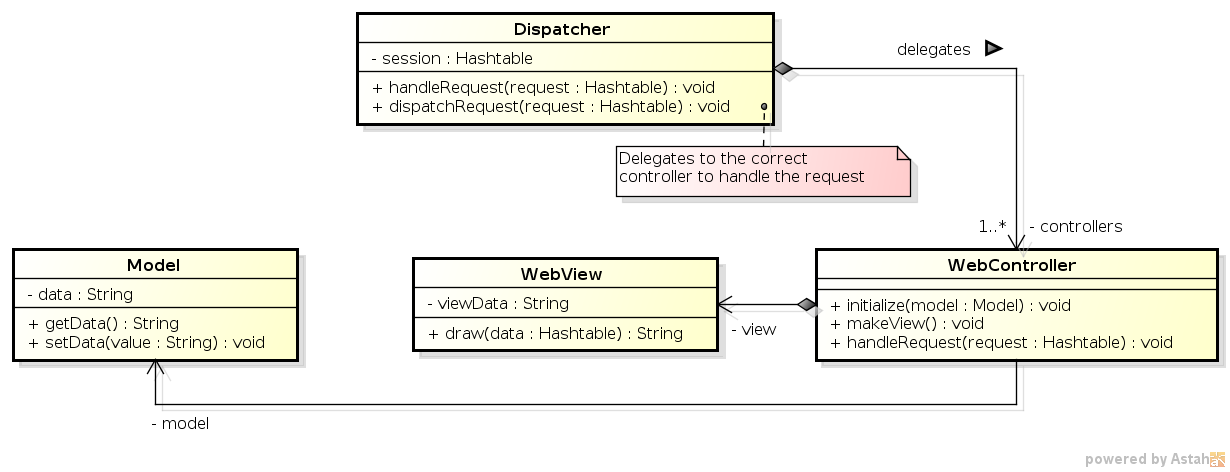 Dispatcher
- session : Hashtable
+ handleRequest(request : Hashtable) : void
+ dispatchRequest(request : Hashtable) : void
delegates
Delegates to the correct
controller to handle the request
1..*
- controllers
Model
- data : String
+ getData() : String
+ setData(value : String) : void
WebView
- viewData : String
+ draw(data : Hashtable) : String
- view
WebController
+ initialize(model : Model) : void
+ makeView() : void
+ handleRequest(request : Hashtable) : void
- model
powered by Astah